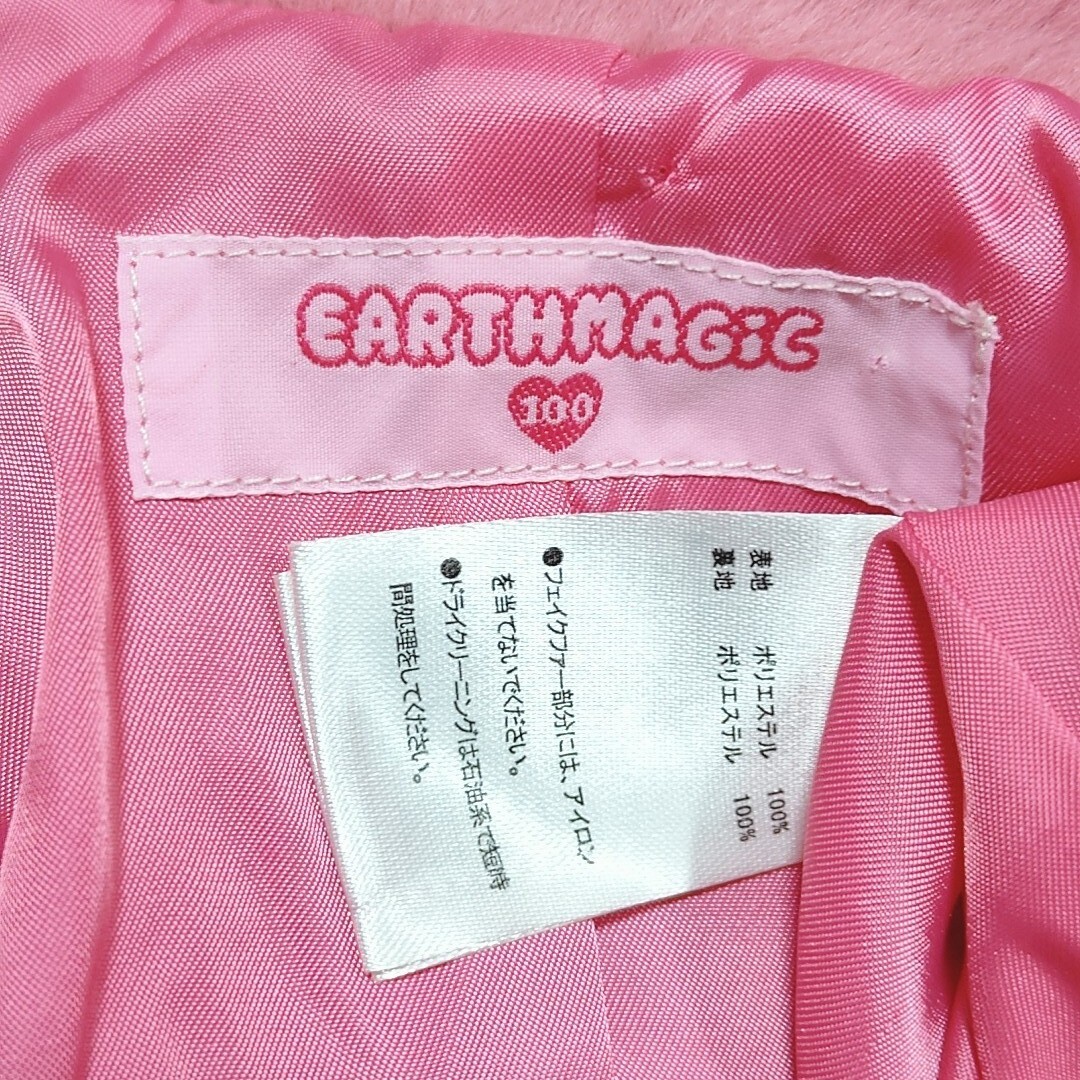 EARTHMAGiC
100
表地 ポリエステル 100%
裏地 ポリエステル 100%
●フェイクファー部分には、アイロン
を当てないでください。
●ドライクリーニングは石油系で短時
間処理をしてください。